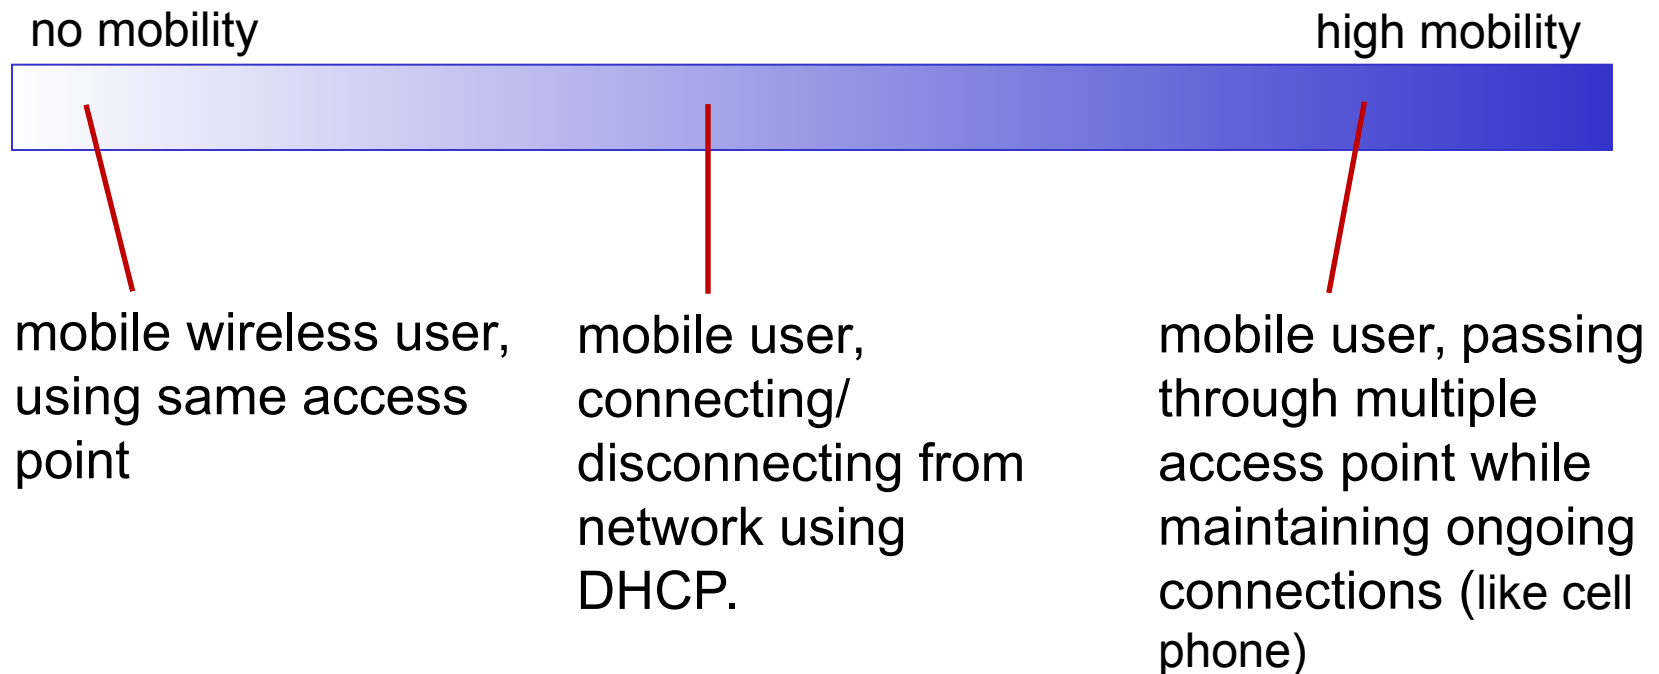 no mobility
high mobility
mobile wireless user,
using same access
point
mobile user,
connecting/
disconnecting from
network using
DHCP.
mobile user, passing
through multiple
access point while
maintaining ongoing
connections (like cell
phone)